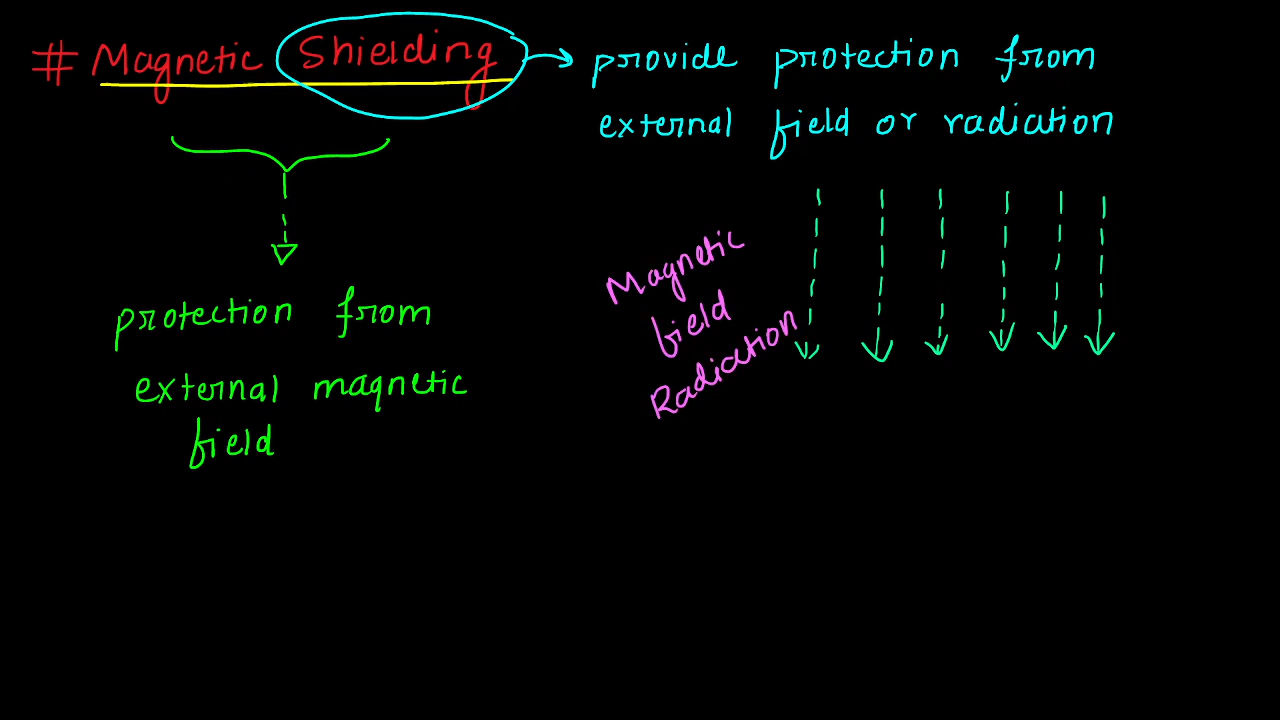 # Magnetic Shielding
provide protection from
external field or radiation
protection from
external magnetic
field
Magnetic
field
Radiation